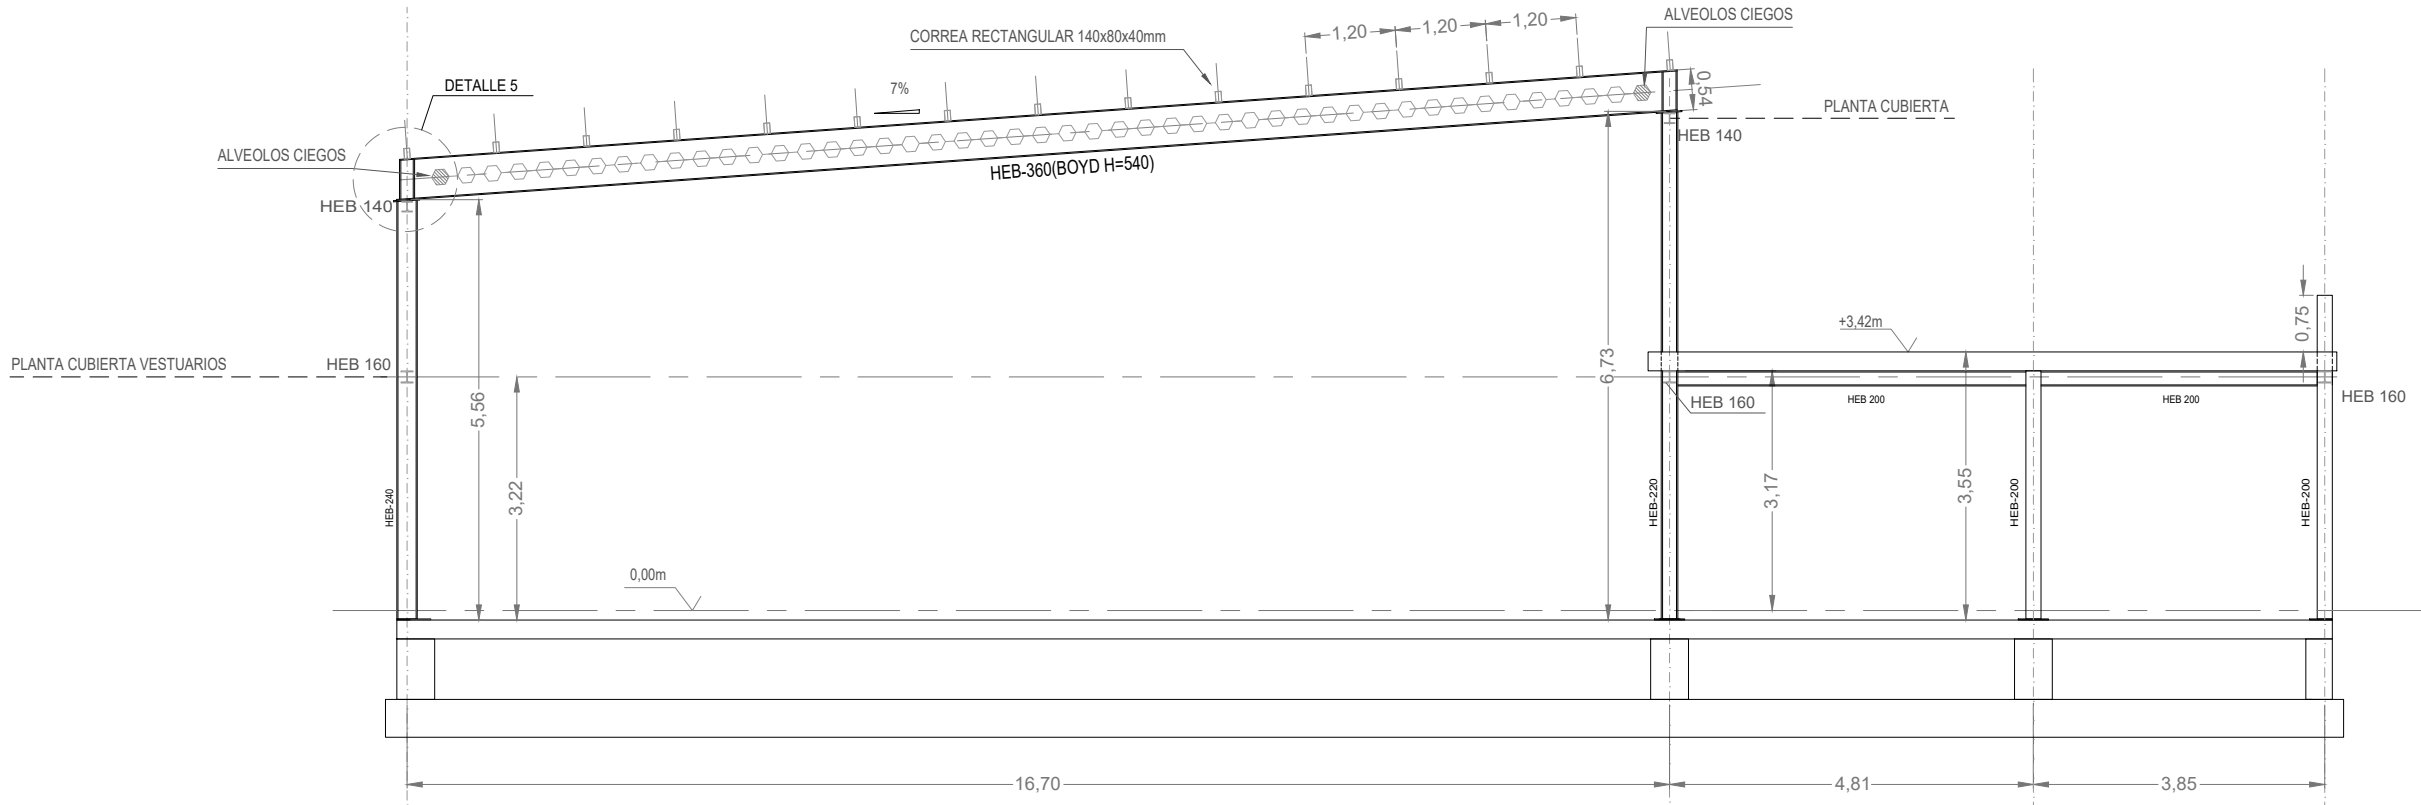 ALVEOLOS CIEGOS
1,20
1,20
1,20
CORREA RECTANGULAR 140x80x40mm
DETALLE 5
7%
0,54
PLANTA CUBIERTA
HEB 140
ALVEOLOS CIEGOS
HEB-360(BOYD H=540)
HEB 140
0,75
+3,42m
PLANTA CUBIERTA VESTUARIOS
HEB 160
5,56
6,73
HEB 160
HEB 200
HEB 200
HEB 160
HEB-240
3,22
HEB-220
3,17
3,55
HEB-200
HEB-200
0,00m
16,70
4,81
3,85